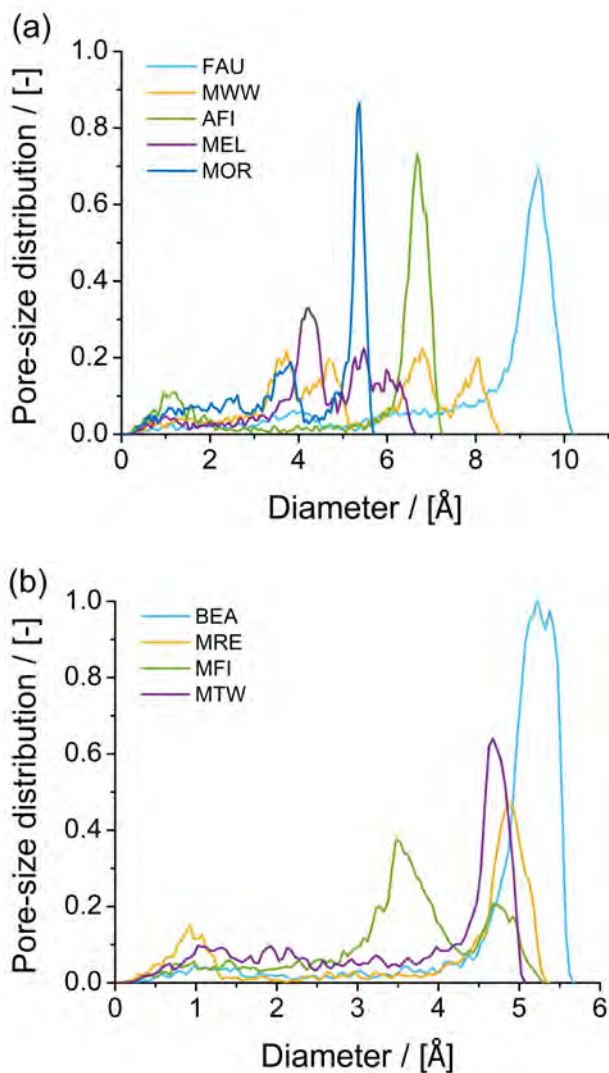 (a)
Pore-size distribution / [-]
1.0
0.8
0.6
0.4
0.2
0.0
FAU
MWW
AFI
MEL
MOR
0 2 4 6 8 10
Diameter / [Å]
(b)
Pore-size distribution / [-]
1.0
0.8
0.6
0.4
0.2
0.0
BEA
MRE
MFI
MTW
0 1 2 3 4 5 6
Diameter / [Å]